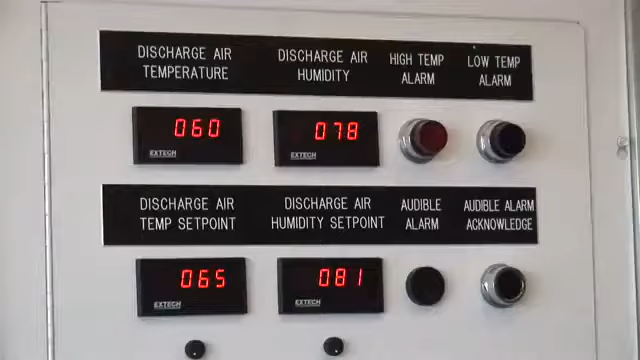 DISCHARGE AIR TEMPERATURE
DISCHARGE AIR HUMIDITY
HIGH TEMP ALARM
LOW TEMP ALARM
060
EXTECH
078
EXTECH
DISCHARGE AIR TEMP SETPOINT
DISCHARGE AIR HUMIDITY SETPOINT
AUDIBLE ALARM
AUDIBLE ALARM ACKNOWLEDGE
065
EXTECH
081
EXTECH